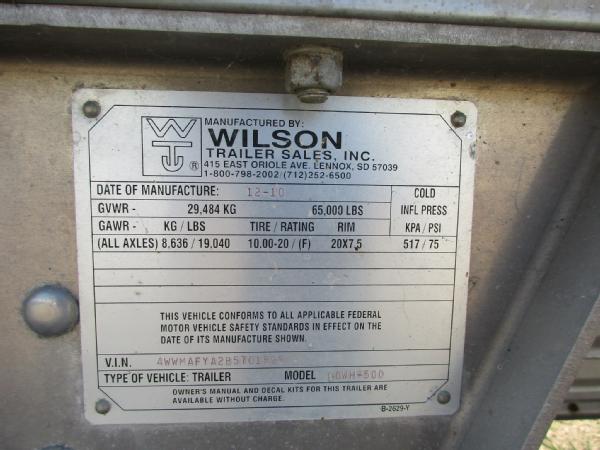 MANUFACTURED BY:
WILSON
TRAILER SALES, INC.
415 EAST ORIOLE AVE. LENNOX, SD 57039
1-800-798-2002 / (712)252-6500
WT ®
DATE OF MANUFACTURE: 12-10 COLD
GVWR - 29,484 KG 65,000 LBS INFL PRESS
GAWR - KG / LBS TIRE / RATING RIM KPA / PSI
(ALL AXLES) 8.636 / 19.040 10.00-20 / (F) 20X7.5 517 / 75
THIS VEHICLE CONFORMS TO ALL APPLICABLE FEDERAL
MOTOR VEHICLE SAFETY STANDARDS IN EFFECT ON THE
DATE OF ITS MANUFACTURE SHOWN.
V.I.N.
TYPE OF VEHICLE: TRAILER MODEL
OWNER'S MANUAL AND DECAL KITS FOR THIS TRAILER ARE
AVAILABLE WITHOUT CHARGE.
B-2629-Y